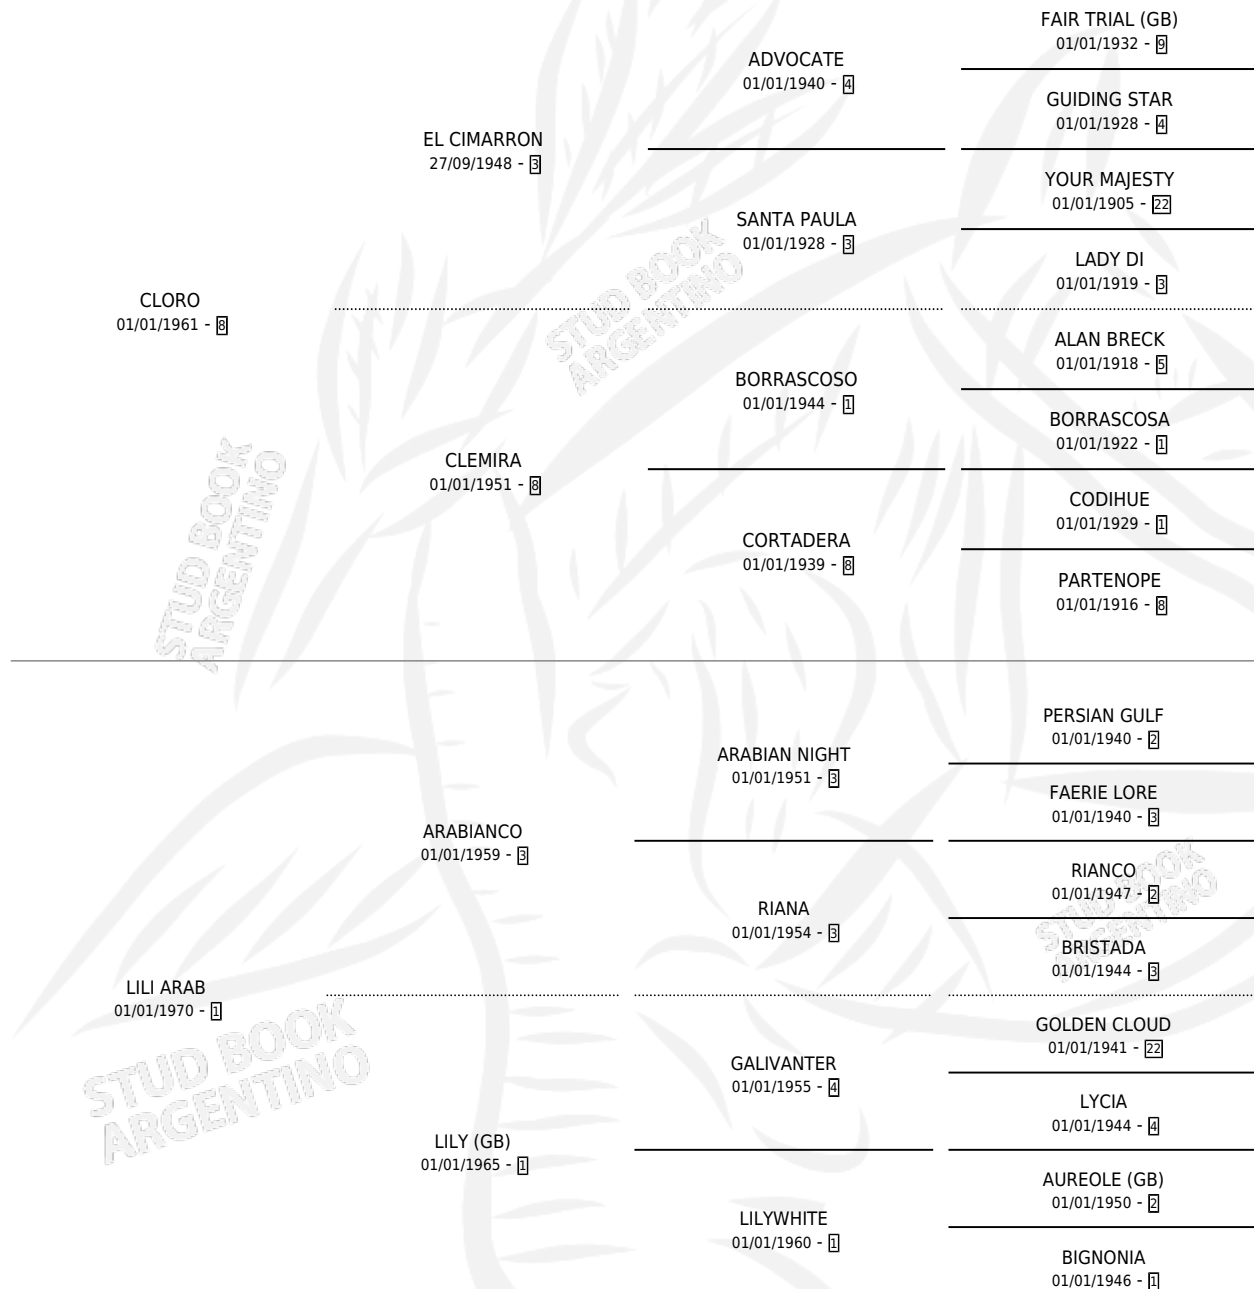 FAIR TRIAL (GB)
01/01/1932 - 9
ADVOCATE
01/01/1940 - 4
GUIDING STAR
01/01/1928 - 4
EL CIMARRON
27/09/1948 - 3
YOUR MAJESTY
01/01/1905 - 22
SANTA PAULA
01/01/1928 - 3
LADY DI
01/01/1919 - 3
CLORO
01/01/1961 - 8
STUD BOOK
ARGENTINO
ALAN BRECK
01/01/1918 - 5
BORRASCOSO
01/01/1944 - 1
BORRASCOSA
01/01/1922 - 1
CLEMIRA
01/01/1951 - 8
CODIHUE
01/01/1929 - 1
CORTADERA
01/01/1939 - 8
PARTENOPE
01/01/1916 - 8
STUD BOOK
ARGENTINO
PERSIAN GULF
01/01/1940 - 2
ARABIAN NIGHT
01/01/1951 - 3
FAERIE LORE
01/01/1940 - 3
ARABIANCO
01/01/1959 - 3
RIANCO
01/01/1947 - 2
RIANA
01/01/1954 - 3
BRISTADA
01/01/1944 - 3
STUD BOOK
ARGENTINO
LILI ARAB
01/01/1970 - 1
STUD BOOK
ARGENTINO
GOLDEN CLOUD
01/01/1941 - 22
GALIVANTER
01/01/1955 - 4
LYCIA
01/01/1944 - 4
LILY (GB)
01/01/1965 - 1
AUREOLE (GB)
01/01/1950 - 2
LILYWHITE
01/01/1960 - 1
BIGNONIA
01/01/1946 - 1